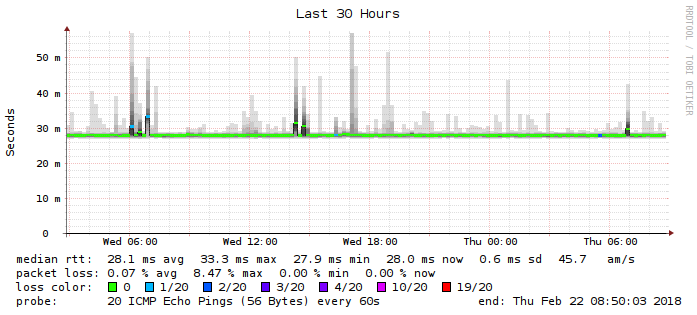 Last 30 Hours
RRDTOOL / TOBI OETIKER
Seconds
50 m
40 m
30 m
20 m
10 m
0
Wed 06:00 Wed 12:00 Wed 18:00 Thu 00:00 Thu 06:00
median rtt: 28.1 ms avg 33.3 ms max 27.9 ms min 28.0 ms now 0.6 ms sd 45.7 am/s
packet loss: 0.07 % avg 8.47 % max 0.00 % min 0.00 % now
loss color: 0 1/20 2/20 3/20 4/20 10/20 19/20
probe: 20 ICMP Echo Pings (56 Bytes) every 60s end: Thu Feb 22 08:50:03 2018